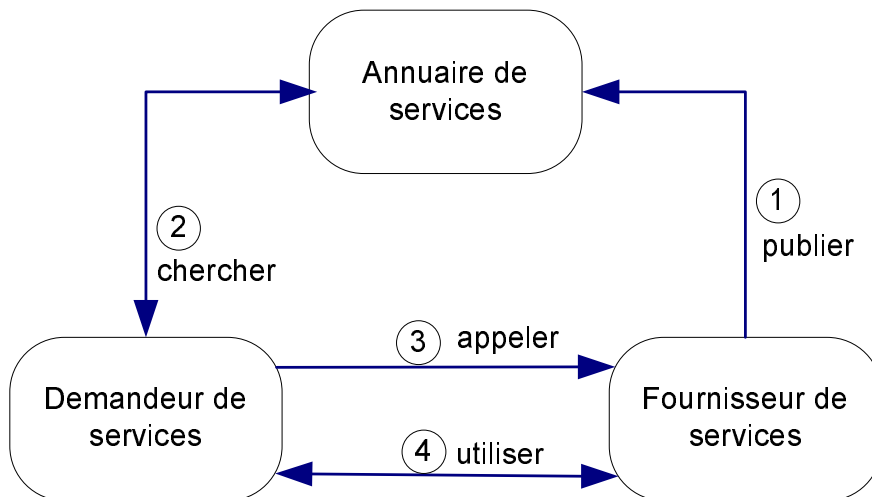 Annuaire de
services
1
publier
2
chercher
3 appeler
Demandeur de
services
Fournisseur de
services
4 utiliser